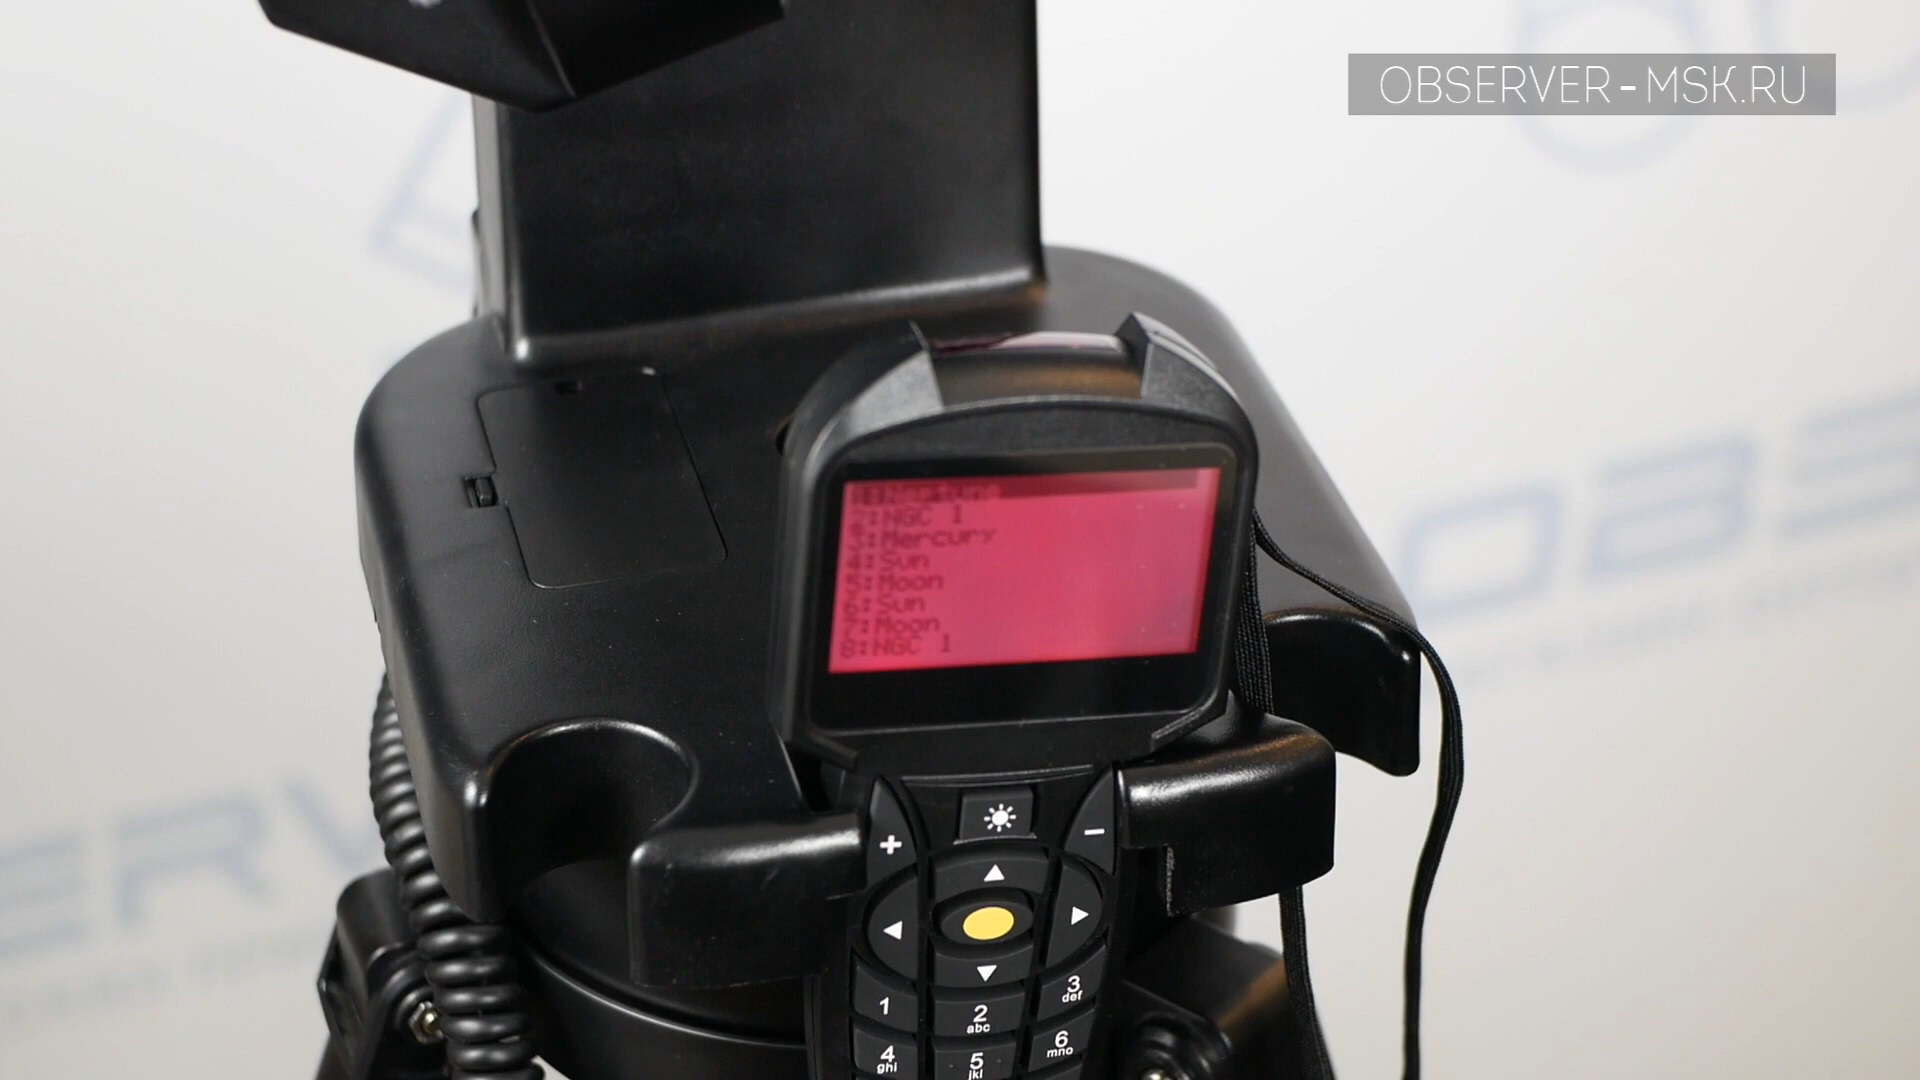 OBSERVER-MSK.RU
2:NGC 1
3:Mercury
4:Sun
5:Moon
6:Sun
7:Moon
8:NGC 1
+
-
1
2
abc
3
def
4
ghi
5
jkl
6
mno